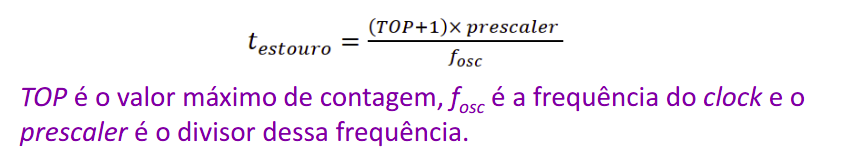 t_estouro = (TOP+1)× prescaler / f_osc
TOP é o valor máximo de contagem, f_osc é a frequência do clock e o
prescaler é o divisor dessa frequência.